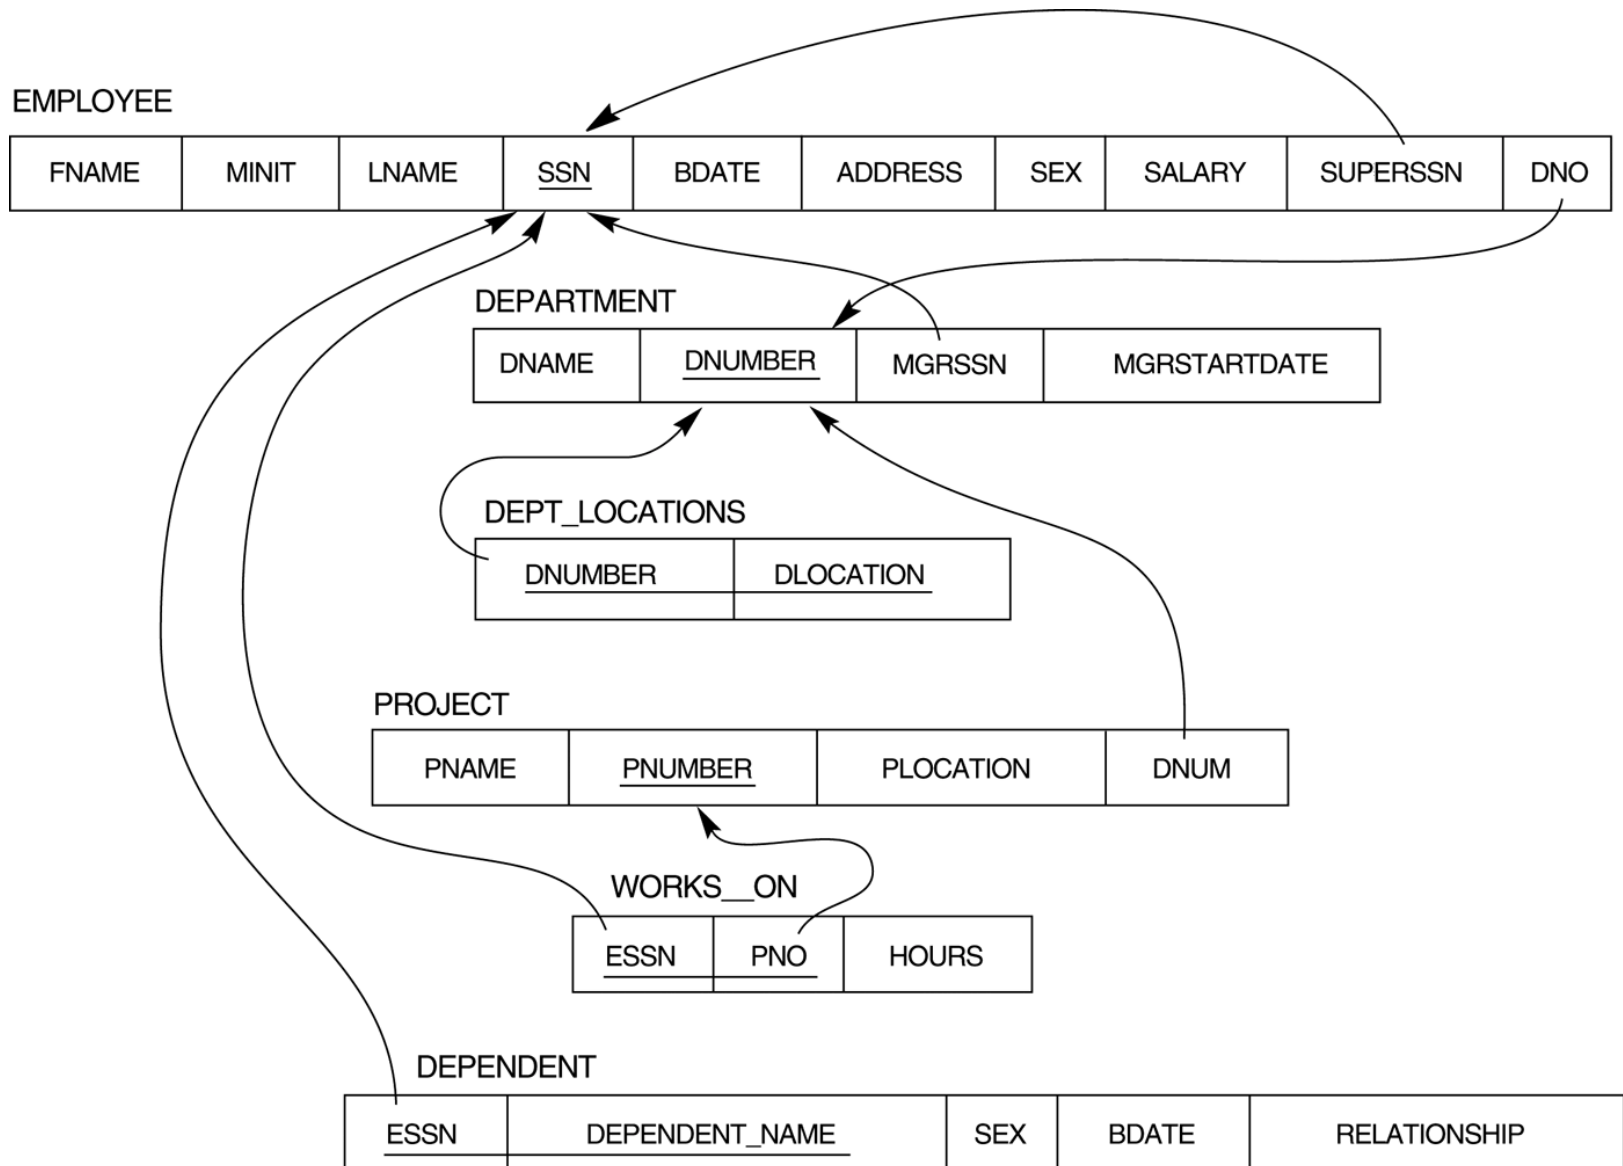 EMPLOYEE
FNAME MINIT LNAME SSN BDATE ADDRESS SEX SALARY SUPERSSN DNO
DEPARTMENT
DNAME DNUMBER MGRSSN MGRSTARTDATE
DEPT_LOCATIONS
DNUMBER DLOCATION
PROJECT
PNAME PNUMBER PLOCATION DNUM
WORKS__ON
ESSN PNO HOURS
DEPENDENT
ESSN DEPENDENT_NAME SEX BDATE RELATIONSHIP